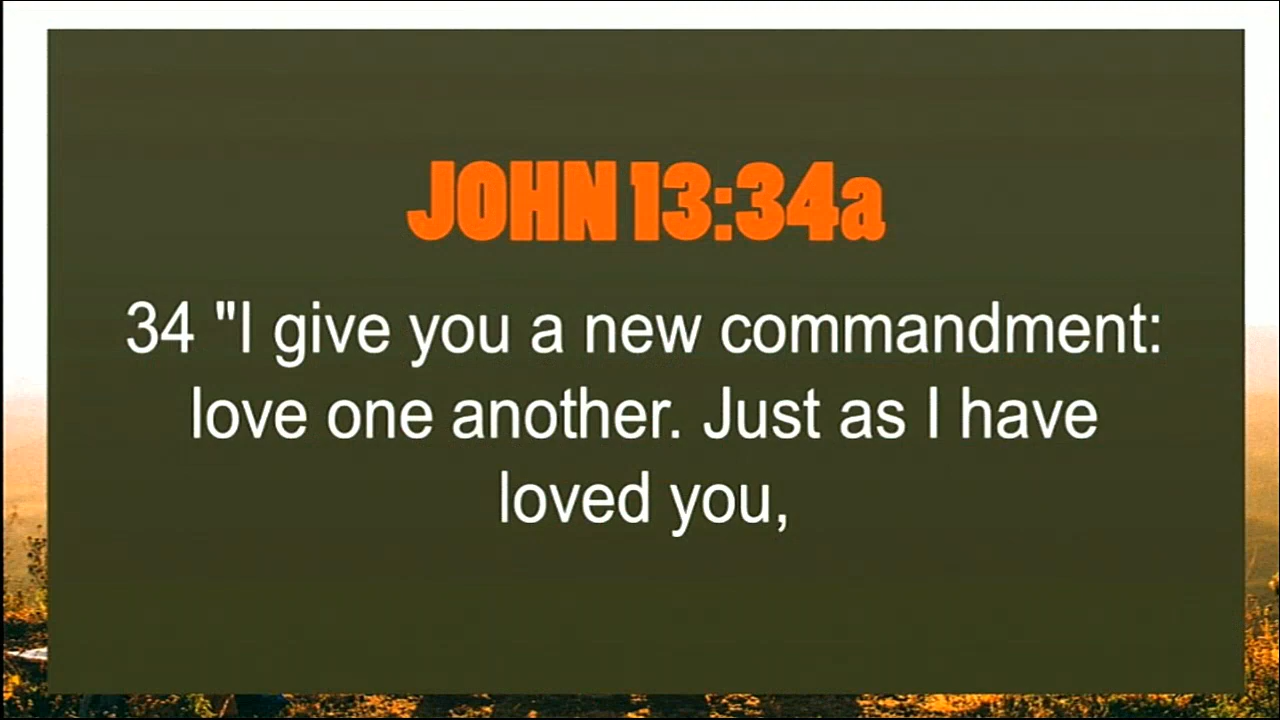 JOHN 13:34a
34 "I give you a new commandment:
love one another. Just as I have
loved you,